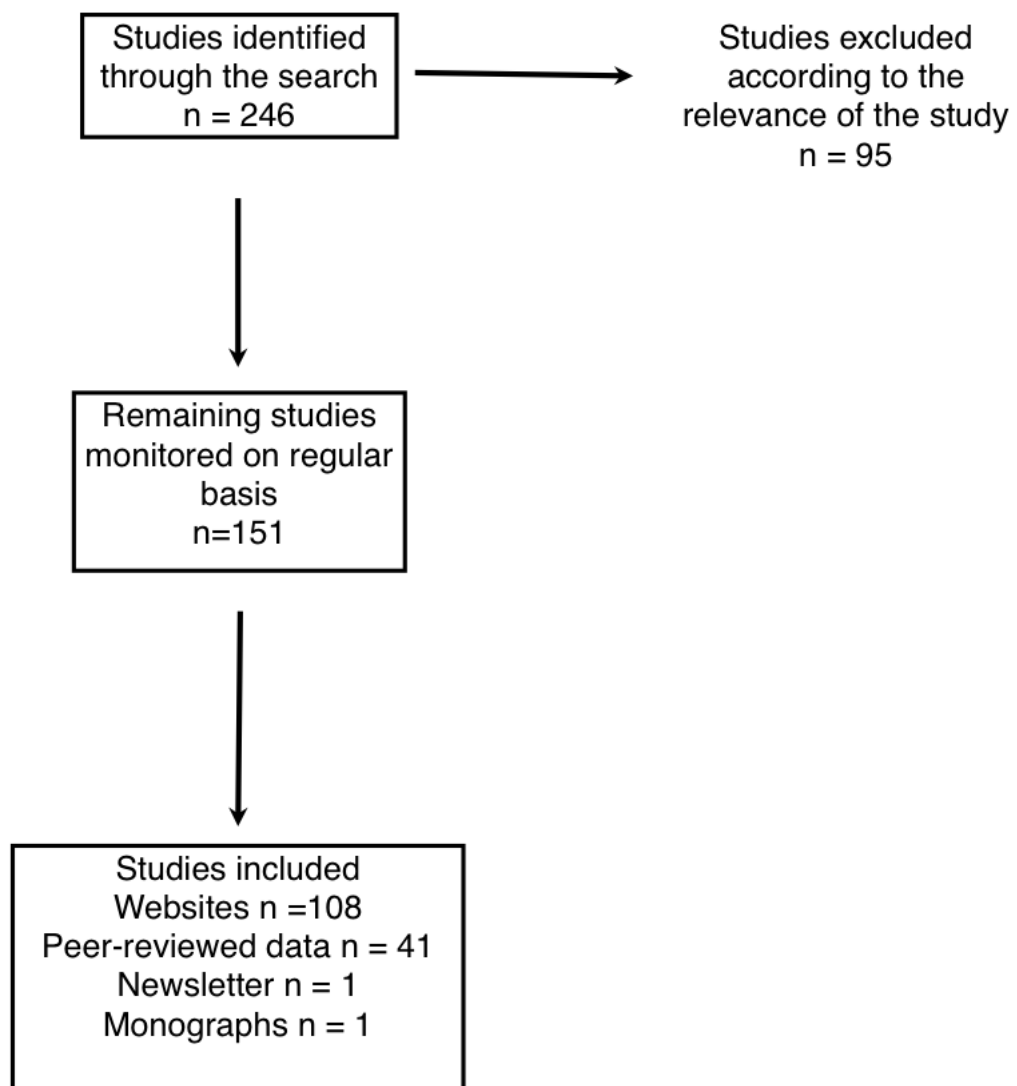 Studies identified
through the search
n = 246
Studies excluded
according to the
relevance of the study
n = 95
Remaining studies
monitored on regular
basis
n=151
Studies included
Websites n =108
Peer-reviewed data n = 41
Newsletter n = 1
Monographs n = 1